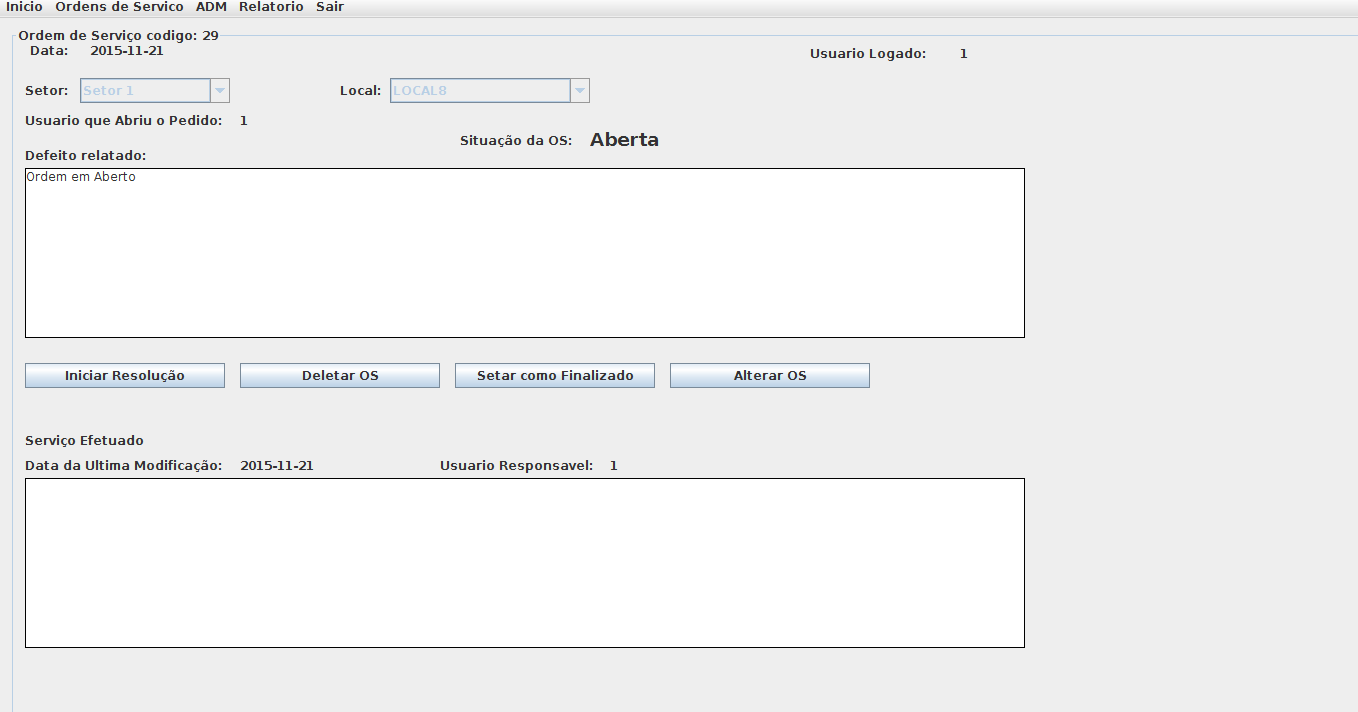 Inicio Ordens de Servico ADM Relatorio Sair
Ordem de Serviço codigo: 29
Data: 2015-11-21 Usuario Logado: 1
Setor: Setor 1 Local: LOCAL8
Usuario que Abriu o Pedido: 1
Situação da OS: Aberta
Defeito relatado:
Ordem em Aberto
Iniciar Resolução Deletar OS Setar como Finalizado Alterar OS
Serviço Efetuado
Data da Ultima Modificação: 2015-11-21 Usuario Responsavel: 1